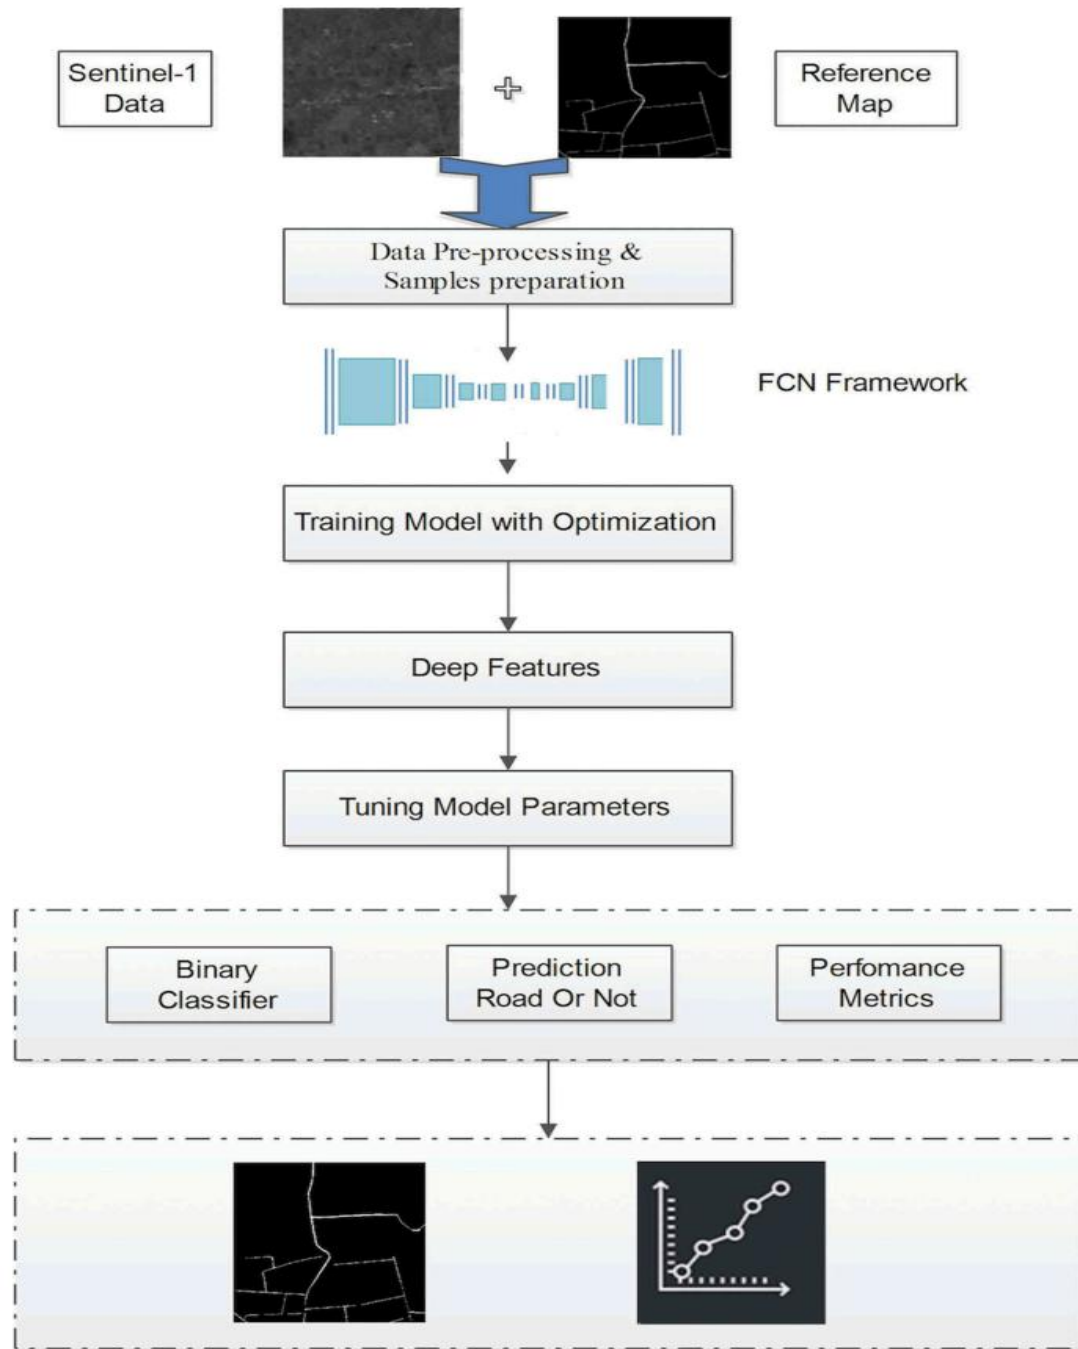 Sentinel-1
Data
Reference
Map
Data Pre-processing &
Samples preparation
FCN Framework
Training Model with Optimization
Deep Features
Tuning Model Parameters
Binary
Classifier
Prediction
Road Or Not
Perfomance
Metrics